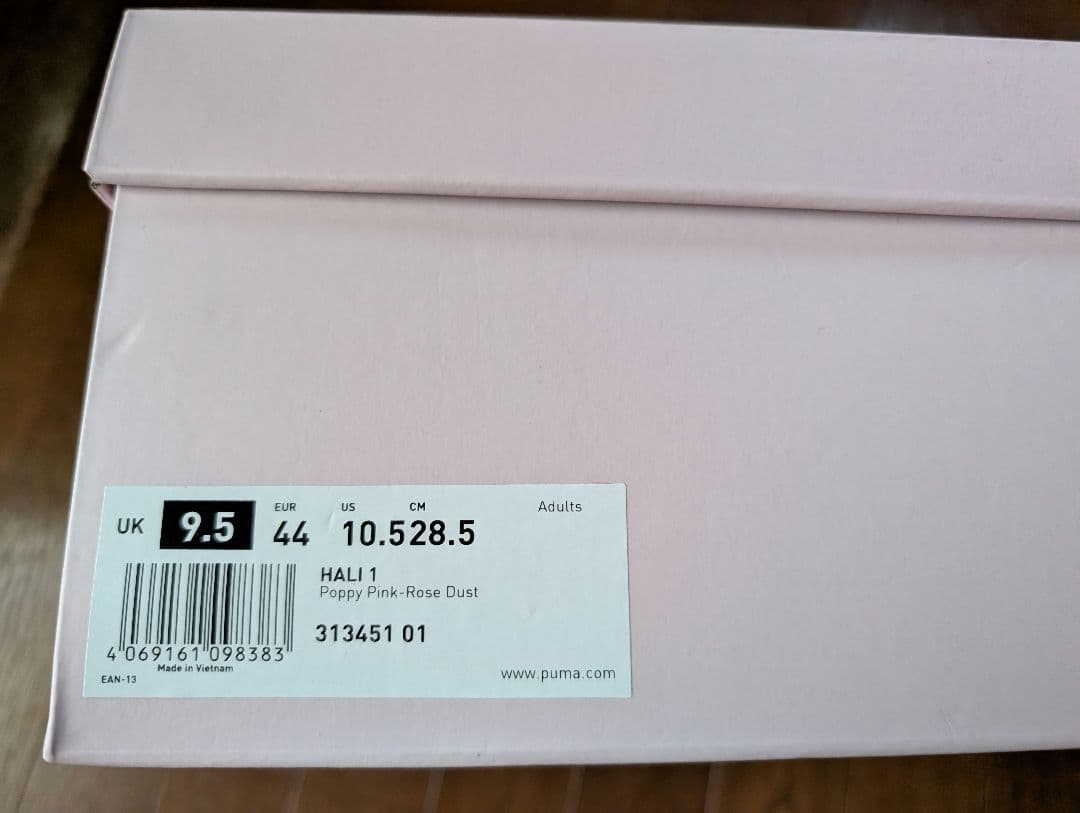 EUR US CM Adults
UK 9.5 44 10.5 28.5
HALI 1
Poppy Pink-Rose Dust
313451 01
4 069161 098383
Made in Vietnam
EAN-13
www.puma.com